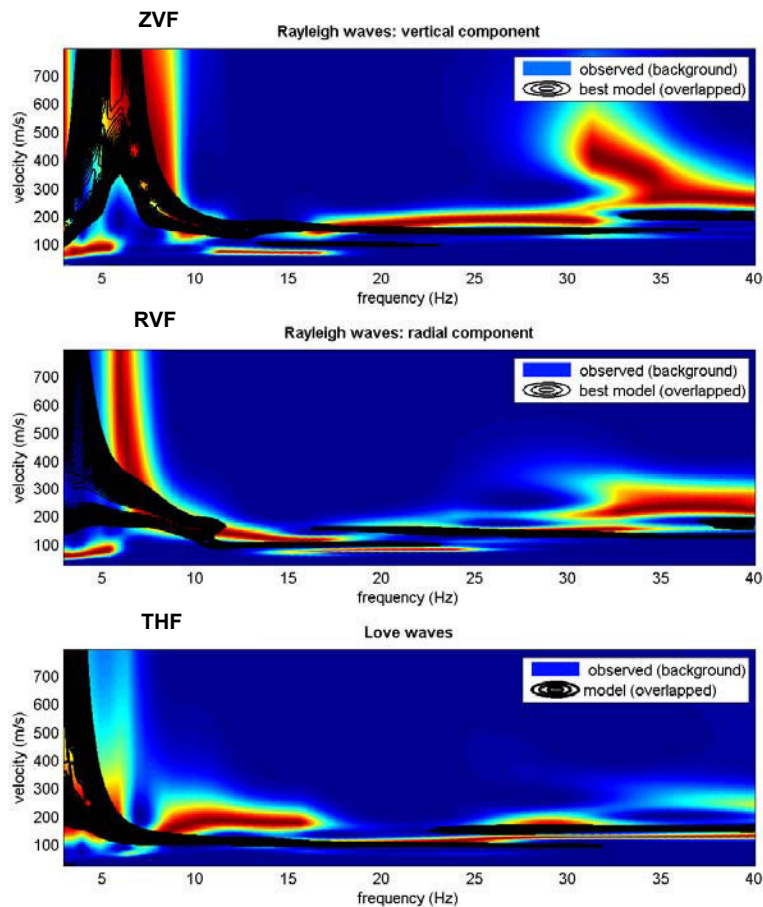 ZVF
Rayleigh waves: vertical component
observed (background)
best model (overlapped)
velocity (m/s)
700
600
500
400
300
200
100
5 10 15 20 25 30 35 40
frequency (Hz)
RVF
Rayleigh waves: radial component
observed (background)
best model (overlapped)
velocity (m/s)
700
600
500
400
300
200
100
5 10 15 20 25 30 35 40
frequency (Hz)
THF
Love waves
observed (background)
model (overlapped)
velocity (m/s)
700
600
500
400
300
200
100
5 10 15 20 25 30 35 40
frequency (Hz)